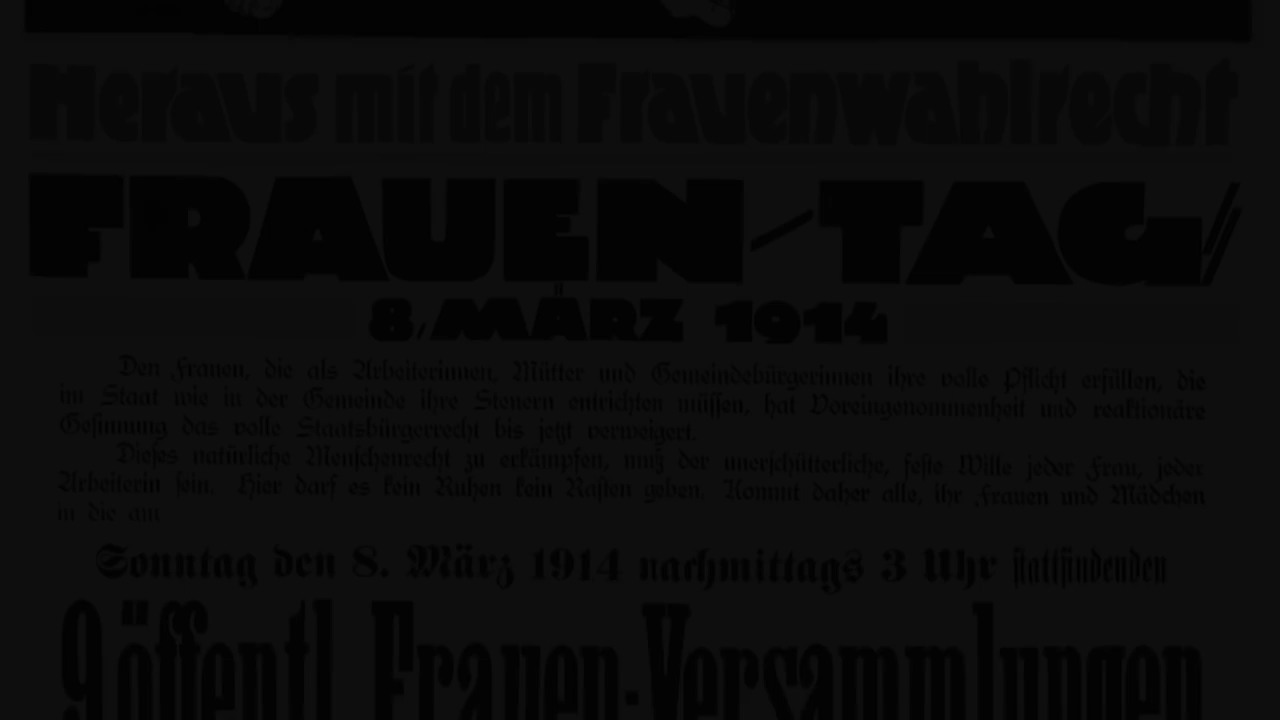 Heraus mit dem Frauenwahlrecht
FRAUEN-TAG//
8. MÄRZ 1914
Den Frauen, die als Arbeiterinnen, Mütter und Gemeindebürgerinnen ihre volle Pflicht erfüllen, die
im Staat wie in der Gemeinde ihre Steuern entrichten müssen, hat Voreingenommenheit und reaktionäre
Gesinnung das volle Staatsbürgerrecht bis jetzt verweigert.
Dieses natürliche Menschenrecht zu erkämpfen, muß der unerschütterliche, feste Wille jeder Frau, jeder
Arbeiterin sein. Hier darf es kein Ruhen kein Rasten geben. Kommt daher alle, ihr Frauen und Mädchen
in die am
Sonntag den 8. März 1914 nachmittags 3 Uhr stattfindenden
9 öffentl. Frauen-Versammlungen